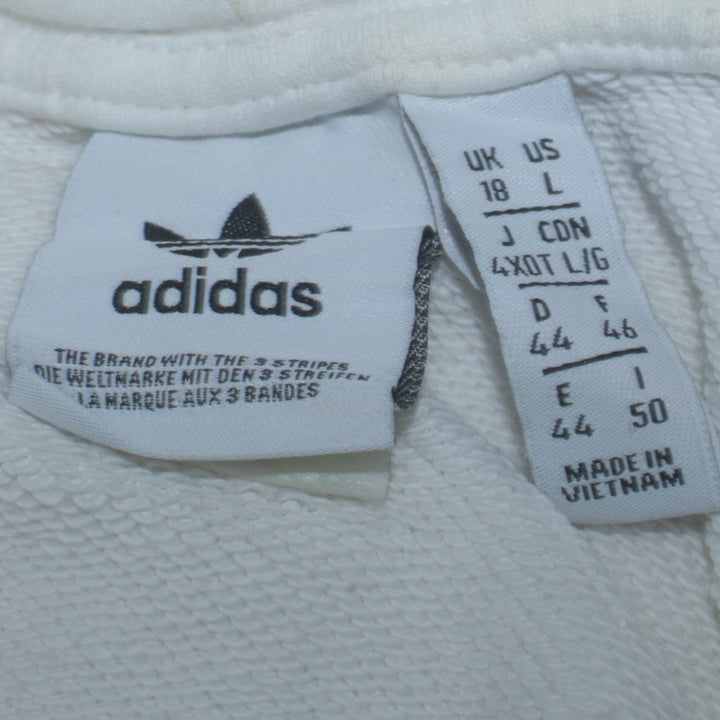 adidas
THE BRAND WITH THE 3 STRIPES
DIE WELTMARKE MIT DEN 3 STREIFEN
LA MARQUE AUX 3 BANDES
UK US
18 L
J CDN
4XOT L/G
D F
44 46
E I
44 50
MADE IN
VIETNAM